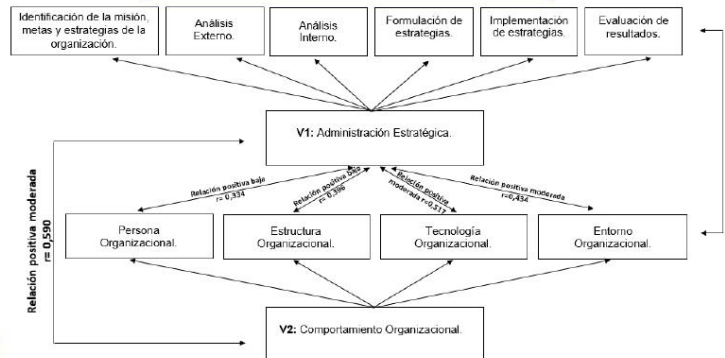 Identificación de la misión,
metas y estrategias de la
organización.
Análisis
Externo.
Análisis
Interno.
Formulación de
estrategias.
Implementación
de estrategias.
Evaluación de
resultados.
V1: Administración Estratégica.
Relación positiva baja
r= 0,334
Relación positiva baja
r= 0,396
Relación positiva
moderada r=0,517
Relación positiva moderada
r=0,434
Relación positiva moderada
r= 0,590
Persona
Organizacional.
Estructura
Organizacional.
Tecnología
Organizacional.
Entorno
Organizacional.
V2: Comportamiento Organizacional.